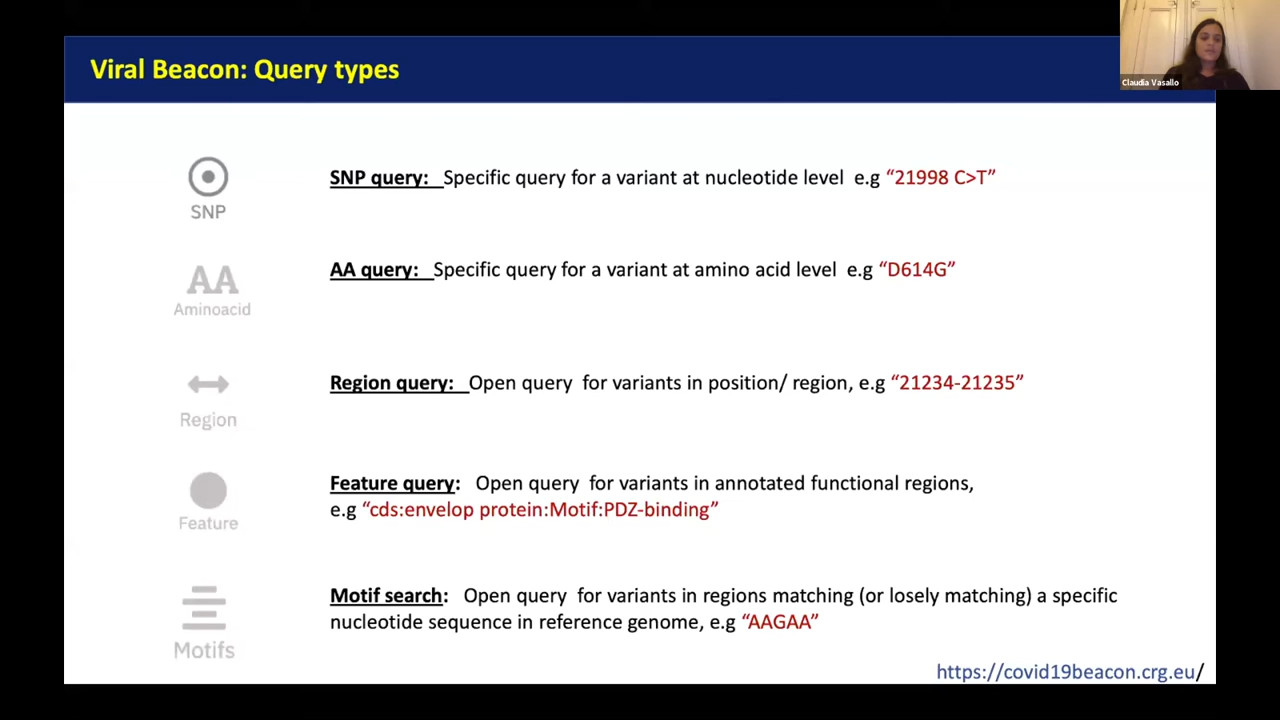 Viral Beacon: Query types
Claudia Vasallo
SNP
SNP query: Specific query for a variant at nucleotide level e.g “21998 C>T”
AA
Aminoacid
AA query: Specific query for a variant at amino acid level e.g “D614G”
Region
Region query: Open query for variants in position/ region, e.g “21234-21235”
Feature
Feature query: Open query for variants in annotated functional regions,
e.g “cds:envelop protein:Motif:PDZ-binding”
Motifs
Motif search: Open query for variants in regions matching (or losely matching) a specific
nucleotide sequence in reference genome, e.g “AAGAA”
https://covid19beacon.crg.eu/